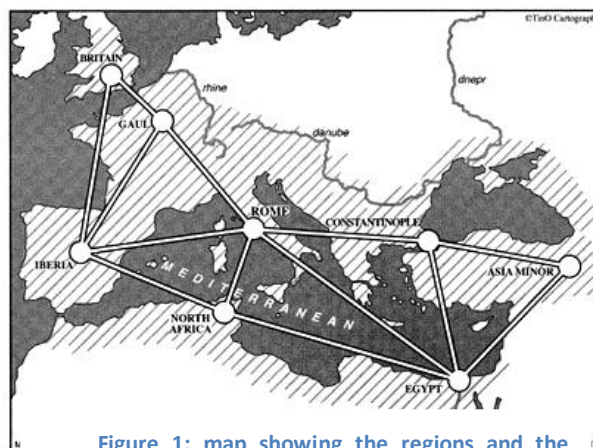 ©TinO Cartograph
BRITAIN
rhine
dnepr
GAUL
danube
ROME
CONSTANTINOPLE
IBERIA
ASIA MINOR
MEDITERRANEAN
NORTH
AFRICA
EGYPT
Figure 1: map showing the regions and the